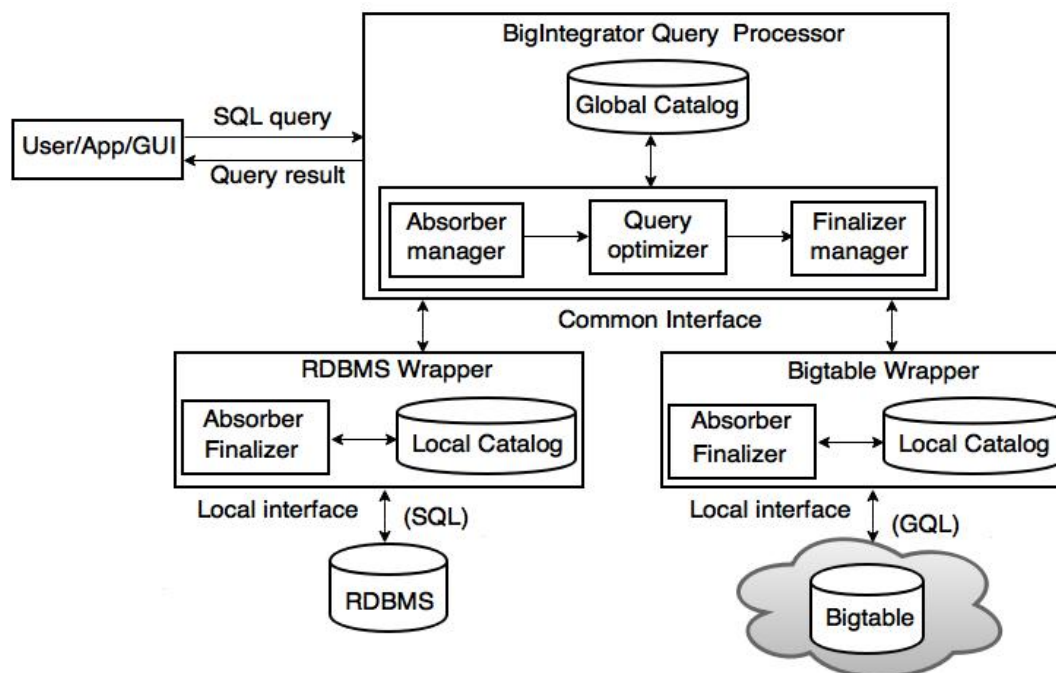 BigIntegrator Query Processor
Global Catalog
SQL query
User/App/GUI
Query result
Absorber
manager
Query
optimizer
Finalizer
manager
Common Interface
RDBMS Wrapper
Absorber
Finalizer
Local Catalog
Bigtable Wrapper
Absorber
Finalizer
Local Catalog
Local interface
(SQL)
RDBMS
Local interface
(GQL)
Bigtable